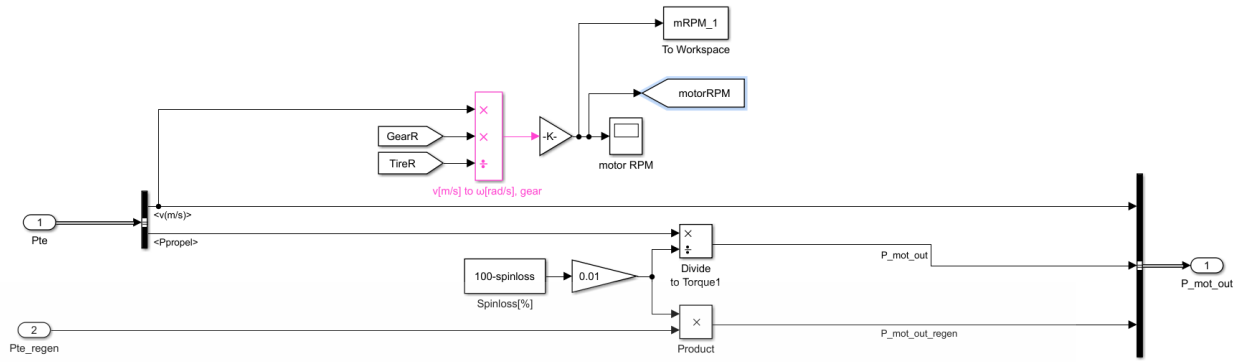 mRPM_1
To Workspace
motorRPM
motor RPM
-K-
GearR
TireR
×
×
÷
v[m/s] to ω[rad/s], gear
1
Pte
<v(m/s)>
<Ppropel>
×
÷
Divide
to Torque1
100-spinloss
Spinloss[%]
0.01
P_mot_out
1
P_mot_out
2
Pte_regen
×
Product
P_mot_out_regen